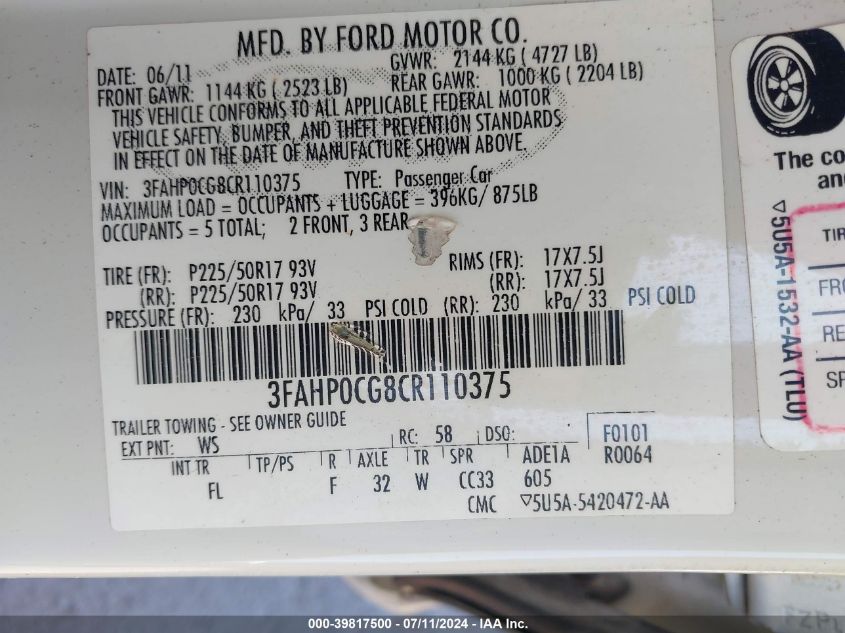 MFD. BY FORD MOTOR CO.
DATE: 06/11 GVWR: 2144 KG ( 4727 LB)
FRONT GAWR: 1144 KG ( 2523 LB) REAR GAWR: 1000 KG ( 2204 LB)
THIS VEHICLE CONFORMS TO ALL APPLICABLE FEDERAL MOTOR
VEHICLE SAFETY, BUMPER, AND THEFT PREVENTION STANDARDS
IN EFFECT ON THE DATE OF MANUFACTURE SHOWN ABOVE.
VIN: 3FAHP0CG8CR110375 TYPE: Passenger Car
MAXIMUM LOAD = OCCUPANTS + LUGGAGE = 396KG/ 875LB
OCCUPANTS = 5 TOTAL; 2 FRONT, 3 REAR
TIRE (FR): P225/50R17 93V RIMS (FR): 17X7.5J
(RR): P225/50R17 93V (RR): 17X7.5J
PRESSURE (FR): 230 kPa/ 33 PSI COLD (RR): 230 kPa/ 33 PSI COLD
3FAHP0CG8CR110375
TRAILER TOWING - SEE OWNER GUIDE
EXT PNT: WS RC: 58 DSO: F0101
INT TR TP/PS R AXLE TR SPR ADE1A R0064
FL F 32 W CC33 605
CMC ▽5U5A-5420472-AA
The co
an
▽5U5A-1532-AA (TLU)
TIR
FRO
RE
SP
000-39817500 - 07/11/2024 - IAA Inc.